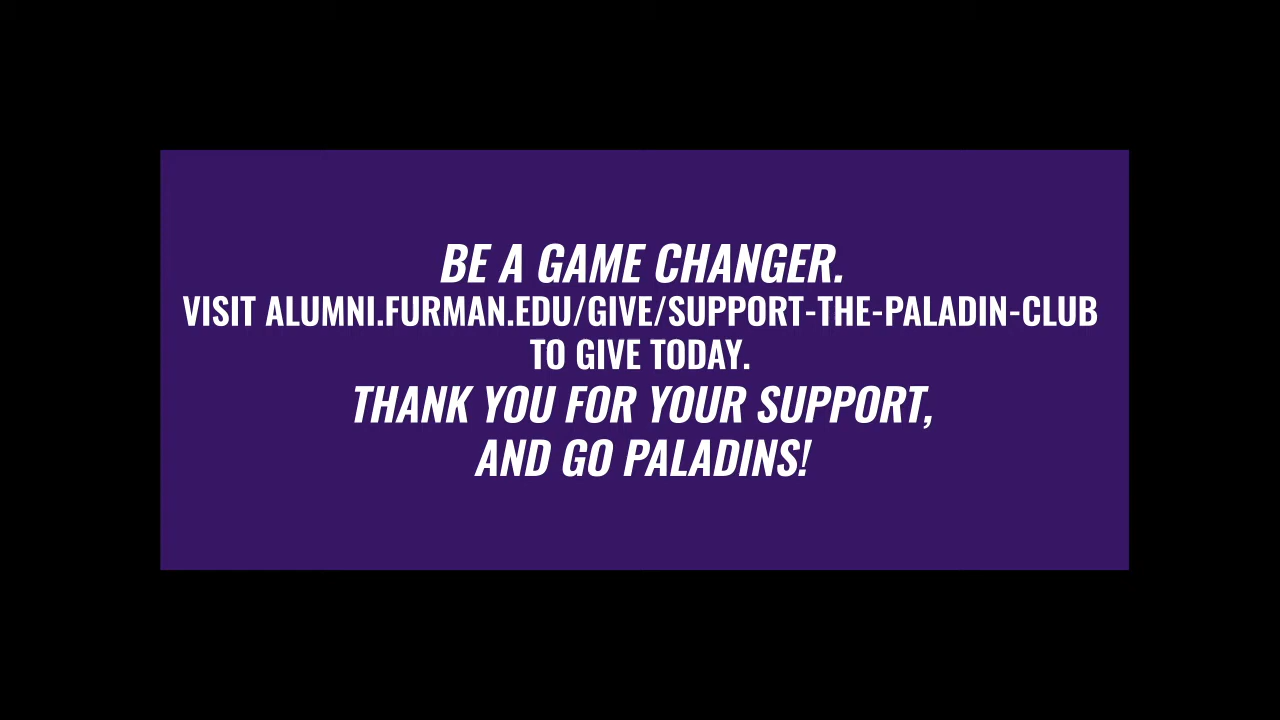 BE A GAME CHANGER.
VISIT ALUMNI.FURMAN.EDU/GIVE/SUPPORT-THE-PALADIN-CLUB
TO GIVE TODAY.
THANK YOU FOR YOUR SUPPORT,
AND GO PALADINS!